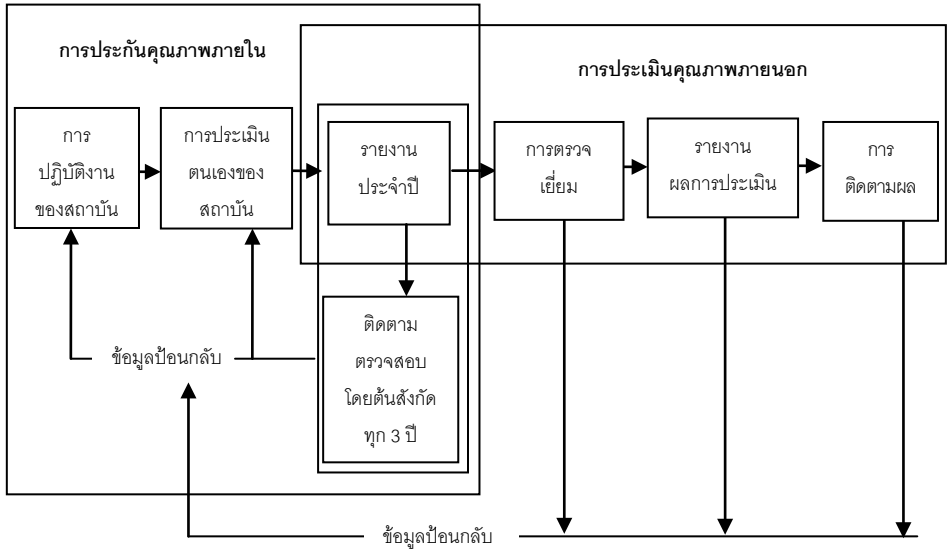 การประกันคุณภาพภายใน
การประเมินคุณภาพภายนอก
การ
ปฏิบัติงาน
ของสถาบัน
การประเมิน
ตนเองของ
สถาบัน
รายงาน
ประจำปี
การตรวจ
เยี่ยม
รายงาน
ผลการประเมิน
การ
ติดตามผล
ติดตาม
ตรวจสอบ
โดยต้นสังกัด
ทุก 3 ปี
ข้อมูลป้อนกลับ
ข้อมูลป้อนกลับ